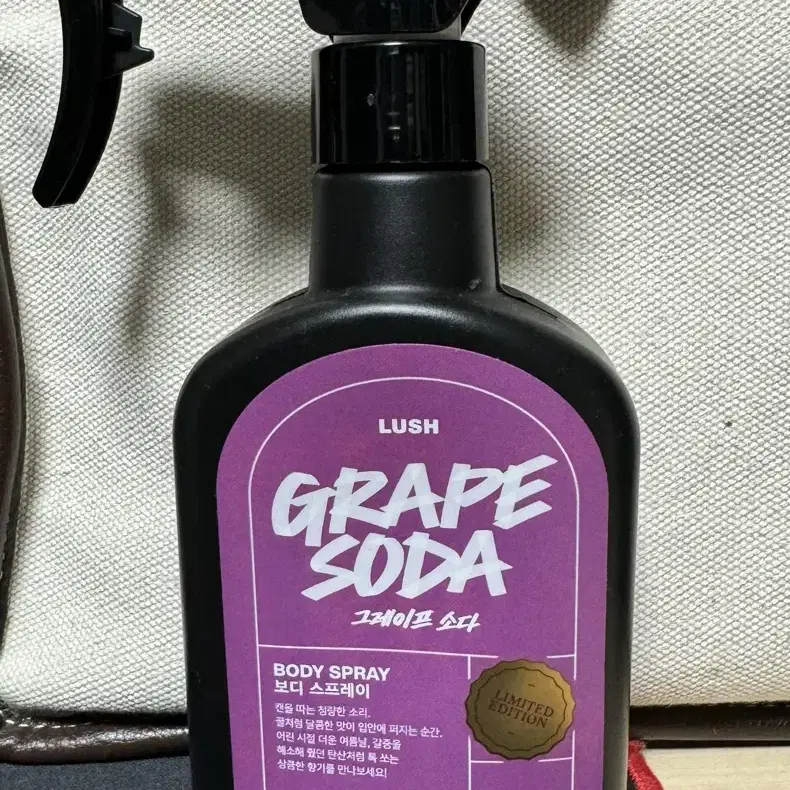 LUSH
GRAPE
SODA
그레이프 소다
BODY SPRAY
보디 스프레이
캔을 따는 청량한 소리,
꿀처럼 달콤한 맛이 입안에 퍼지는 순간.
어린 시절 더운 여름날, 갈증을
해소해 줬던 탄산처럼 톡 쏘는
상큼한 향기를 만나보세요!
LIMITED
EDITION